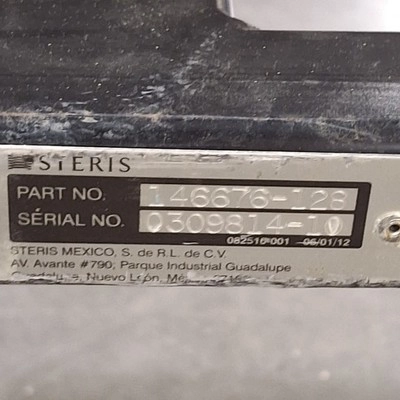 STERIS
PART NO. 146676-128
SÉRIAL NO. 0309814-10
082510-001 06/01/12
STERIS MEXICO, S. de R.L. de C.V.
AV. Avante #790; Parque Industrial Guadalupe
Guadalupe, Nuevo León,